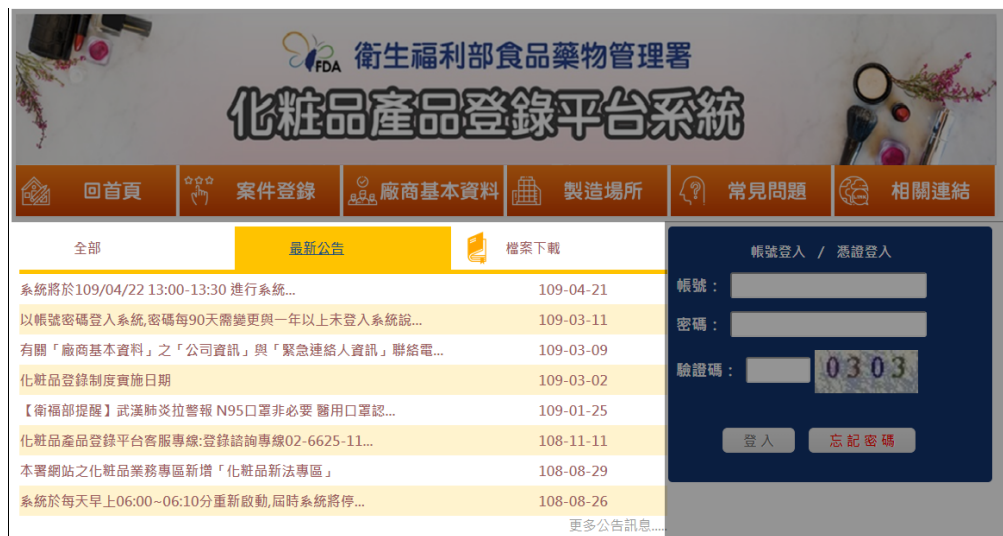 FDA 衛生福利部食品藥物管理署
化粧品產品登錄平台系統
回首頁 案件登錄 廠商基本資料 製造場所 常見問題 相關連結
全部 最新公告 檔案下載
系統將於109/04/22 13:00-13:30 進行系統... 109-04-21
以帳號密碼登入系統,密碼每90天需變更與一年以上未登入系統說... 109-03-11
有關「廠商基本資料」之「公司資訊」與「緊急連絡人資訊」聯絡電... 109-03-09
化粧品登錄制度實施日期 109-03-02
【衛福部提醒】武漢肺炎拉警報 N95口罩非必要 醫用口罩認... 109-01-25
化粧品產品登錄平台客服專線:登錄諮詢專線02-6625-11... 108-11-11
本署網站之化粧品業務專區新增「化粧品新法專區」 108-08-29
系統於每天早上06:00~06:10分重新啟動,屆時系統將停... 108-08-26
更多公告訊息.....
帳號登入 / 憑證登入
帳號：
密碼：
驗證碼： 0303
登入 忘記密碼